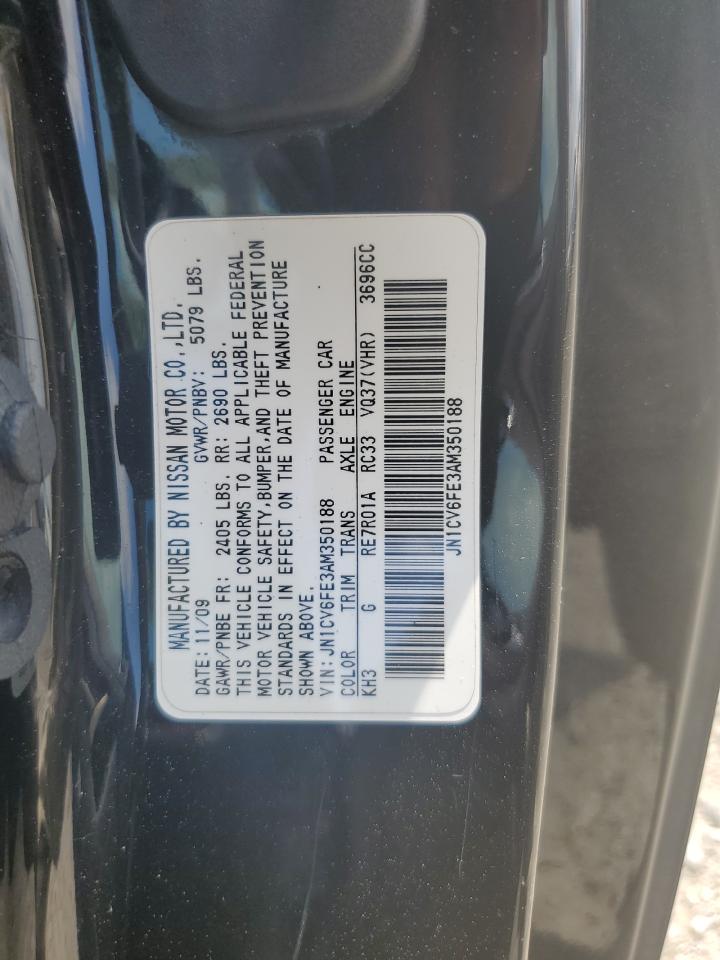 MANUFACTURED BY NISSAN MOTOR CO.,LTD.
DATE: 11/09 GVWR/PNBV: 5079 LBS.
GAWR/PNBE FR: 2405 LBS. RR: 2690 LBS.
THIS VEHICLE CONFORMS TO ALL APPLICABLE FEDERAL
MOTOR VEHICLE SAFETY,BUMPER,AND THEFT PREVENTION
STANDARDS IN EFFECT ON THE DATE OF MANUFACTURE
SHOWN ABOVE.
VIN:JN1CV6FE3AM350188 PASSENGER CAR
COLOR TRIM TRANS AXLE ENGINE
KH3 G RE7R01A RC33 VQ37(VHR) 3696CC
JN1CV6FE3AM350188